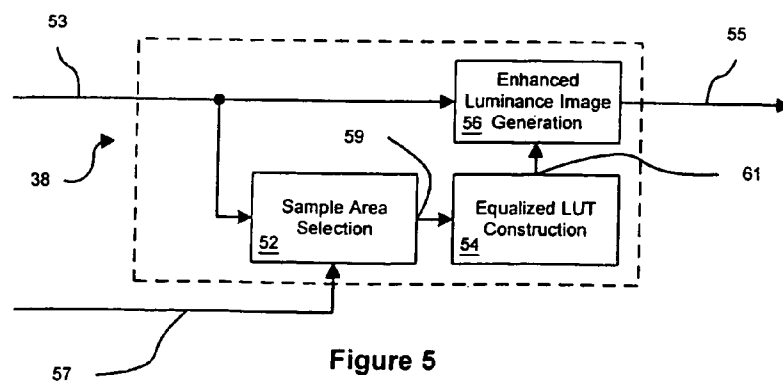 53
55
Enhanced
Luminance Image
56 Generation
59
38
61
Sample Area
Selection
52
Equalized LUT
Construction
54
57
Figure 5